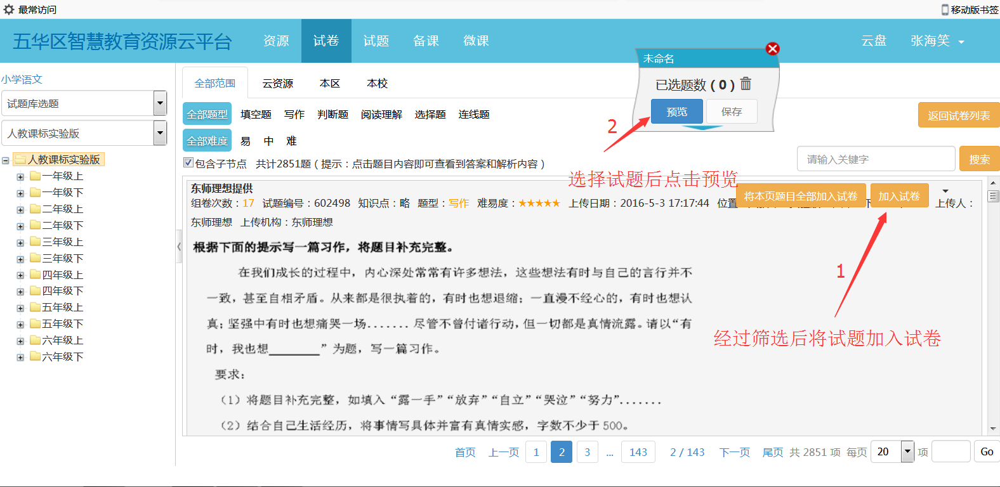 最常访问
移动版书签
五华区智慧教育资源云平台 资源 试卷 试题 备课 微课 云盘 张海笑
未命名
已选题数 ( 0 )
预览 保存
小学语文
试题库选题
人教课标实验版
人教课标实验版
一年级上
一年级下
二年级上
二年级下
三年级上
三年级下
四年级上
四年级下
五年级上
五年级下
六年级上
六年级下
全部范围 云资源 本区 本校
全部题型 填空题 写作 判断题 阅读理解 选择题 连线题
返回试卷列表
2
全部难度 易 中 难
包含子节点 共计2851题 ( 提示：点击题目内容即可查看到答案和解析内容 )
请输入关键字 搜索
选择试题后点击预览
东师理想提供
将本页题目全部加入试卷 加入试卷
组卷次数：17 试题编号：602498 知识点：略 题型：写作 难易度：★★★★★ 上传日期：2016-5-3 17:17:44 位置 上传人：
东师理想 上传机构：东师理想
根据下面的提示写一篇习作，将题目补充完整。
在我们成长的过程中，内心深处常常有许多想法，这些想法有时与自己的言行并不
一致，甚至自相矛盾。从来都是很执着的，有时也想退缩；一直漫不经心的，有时也想认
真；坚强中有时也想痛哭一场....... 尽管不曾付诸行动，但一切都是真情流露。请以“有
时，我也想________”为题，写一篇习作。
要求：
（1）将题目补充完整，如填入“露一手”“放弃”“自立”“哭泣”“努力”.......
（2）结合自己生活经历，将事情写具体并富有真情实感，字数不少于 500。
1
经过筛选后将试题加入试卷
首页 上一页 1 2 3 ... 143 2 / 143 下一页 尾页 共 2851 项 每页 20 项 Go